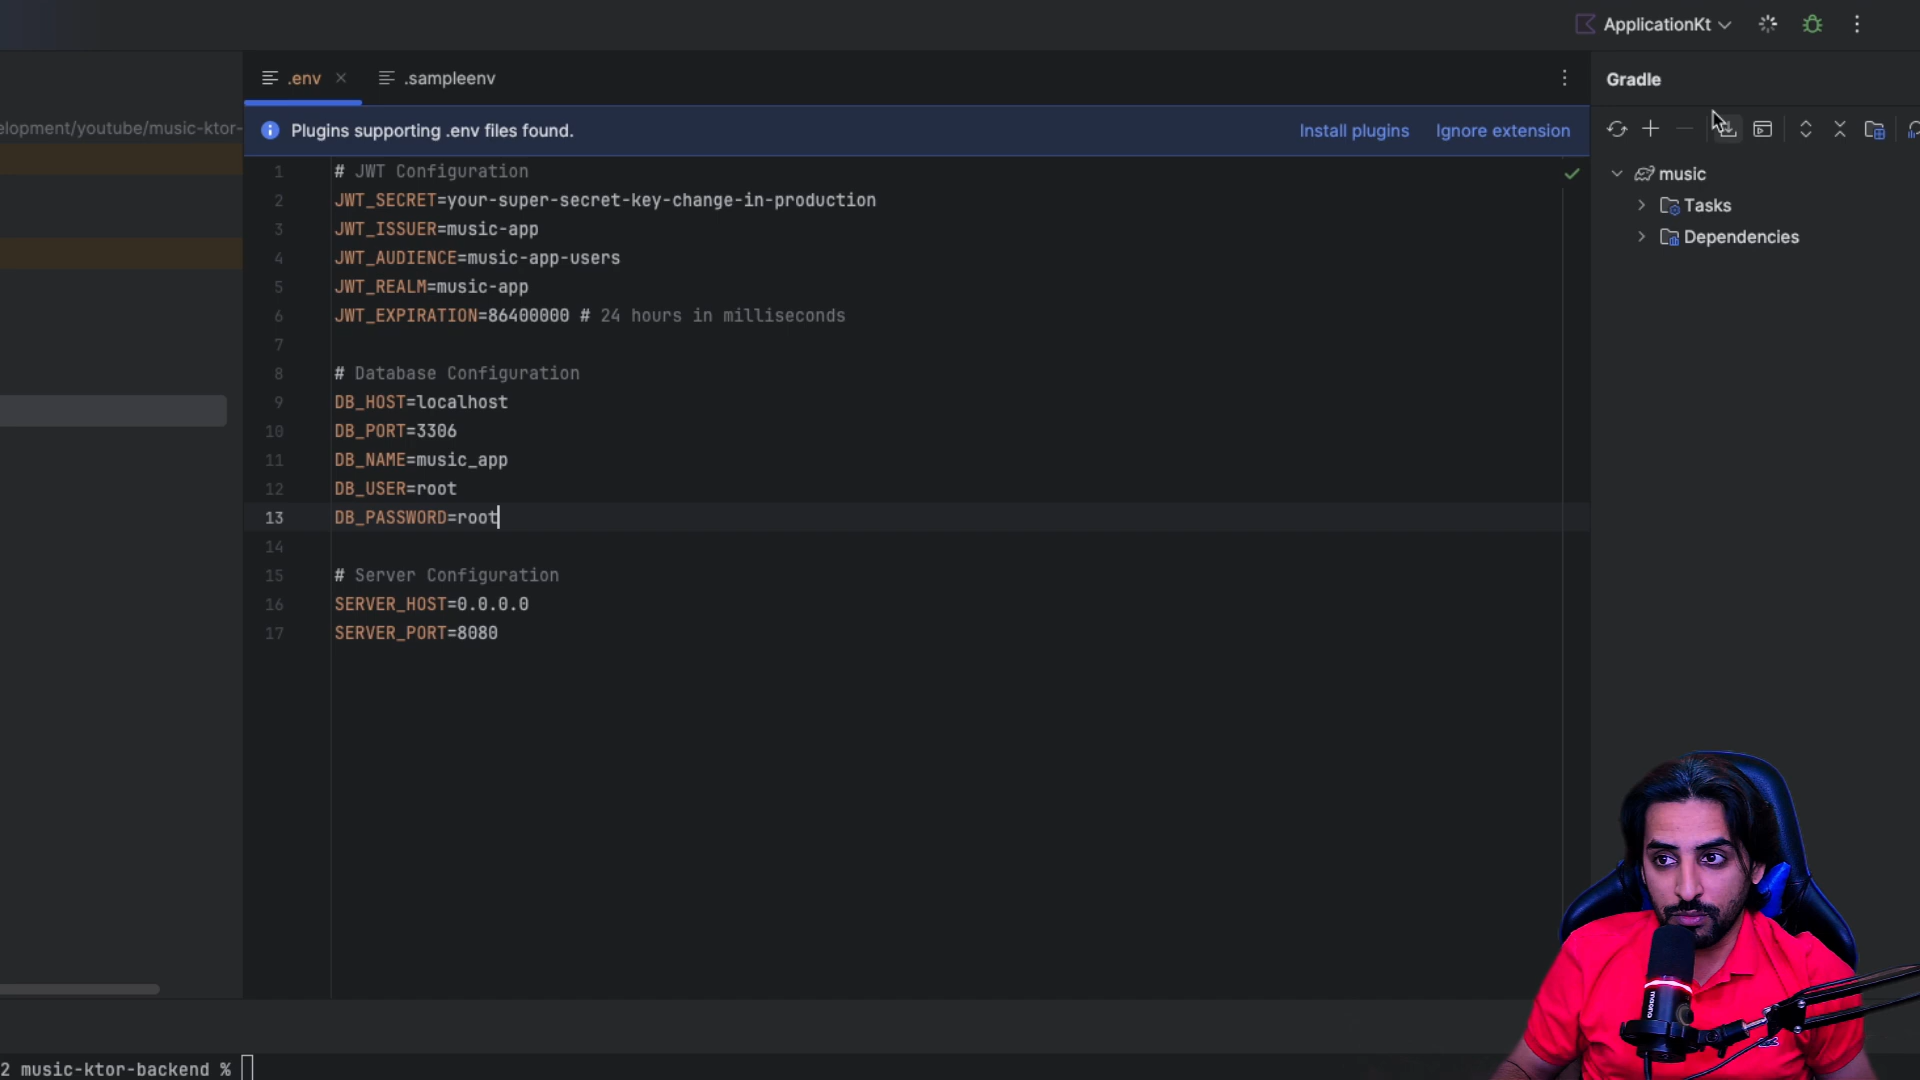 ApplicationKt
.env
.sampleenv
Gradle
elopment/youtube/music-ktor-
Plugins supporting .env files found.
Install plugins
Ignore extension
1 # JWT Configuration
2 JWT_SECRET=your-super-secret-key-change-in-production
3 JWT_ISSUER=music-app
4 JWT_AUDIENCE=music-app-users
5 JWT_REALM=music-app
6 JWT_EXPIRATION=86400000 # 24 hours in milliseconds
7
8 # Database Configuration
9 DB_HOST=localhost
10 DB_PORT=3306
11 DB_NAME=music_app
12 DB_USER=root
13 DB_PASSWORD=root
14
15 # Server Configuration
16 SERVER_HOST=0.0.0.0
17 SERVER_PORT=8080
music
Tasks
Dependencies
maono
2 music-ktor-backend %